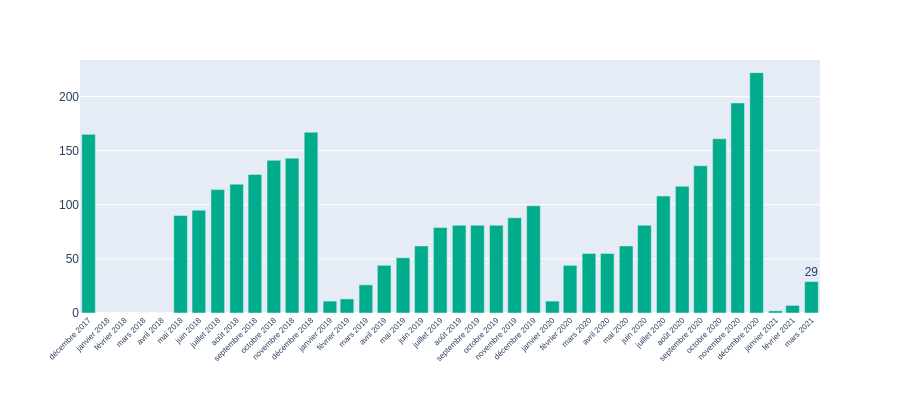 200
150
100
50
0
29
décembre 2017
janvier 2018
février 2018
mars 2018
avril 2018
mai 2018
juin 2018
juillet 2018
août 2018
septembre 2018
octobre 2018
novembre 2018
décembre 2018
janvier 2019
février 2019
mars 2019
avril 2019
mai 2019
juin 2019
juillet 2019
août 2019
septembre 2019
octobre 2019
novembre 2019
décembre 2019
janvier 2020
février 2020
mars 2020
avril 2020
mai 2020
juin 2020
juillet 2020
août 2020
septembre 2020
octobre 2020
novembre 2020
décembre 2020
janvier 2021
février 2021
mars 2021